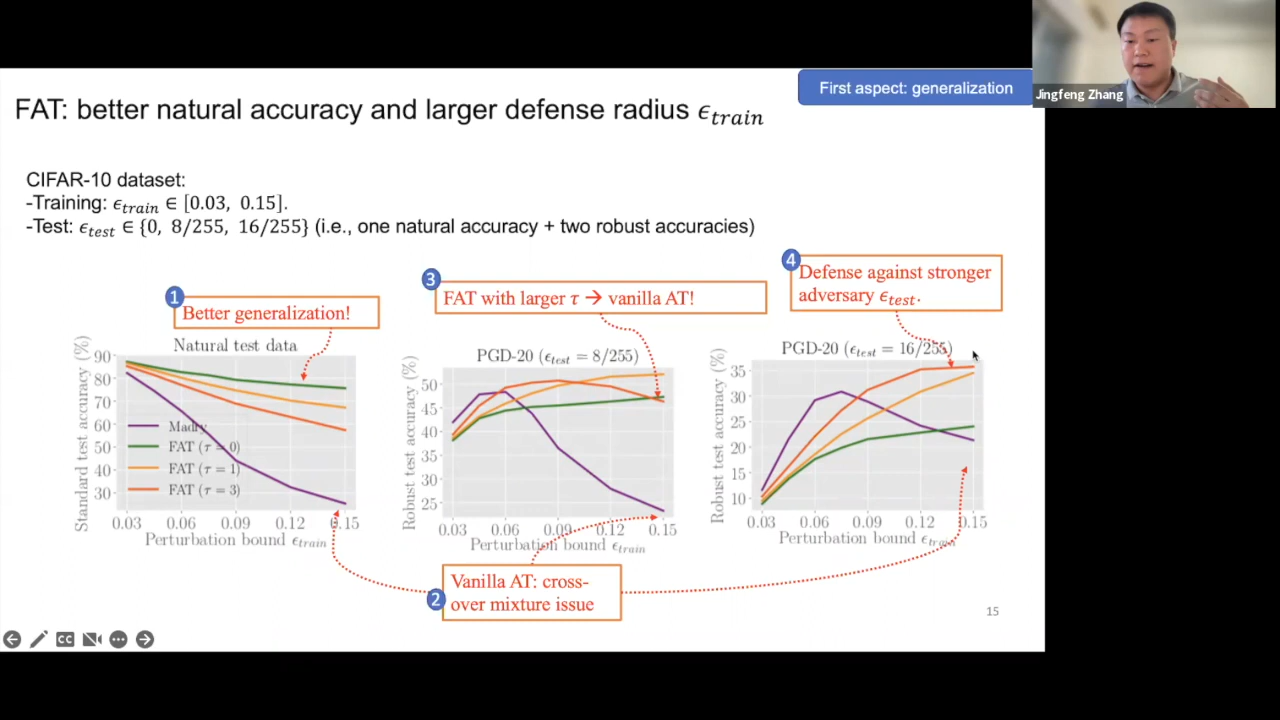 First aspect: generalization
Jingfeng Zhang
FAT: better natural accuracy and larger defense radius ϵ_train
CIFAR-10 dataset:
-Training: ϵ_train ∈ [0.03, 0.15].
-Test: ϵ_test ∈ {0, 8/255, 16/255} (i.e., one natural accuracy + two robust accuracies)
1
Better generalization!
3
FAT with larger τ → vanilla AT!
4
Defense against stronger
adversary ϵ_test.
Natural test data
Standard test accuracy (%)
90
80
70
60
50
40
30
Madry
FAT (τ = 0)
FAT (τ = 1)
FAT (τ = 3)
0.03 0.06 0.09 0.12 0.15
Perturbation bound ϵ_train
PGD-20 (ϵ_test = 8/255)
Robust test accuracy (%)
50
45
40
35
30
25
0.03 0.06 0.09 0.12 0.15
Perturbation bound ϵ_train
PGD-20 (ϵ_test = 16/255)
Robust test accuracy (%)
35
30
25
20
15
10
0.03 0.06 0.09 0.12 0.15
Perturbation bound ϵ_train
2
Vanilla AT: cross-
over mixture issue
15
CC